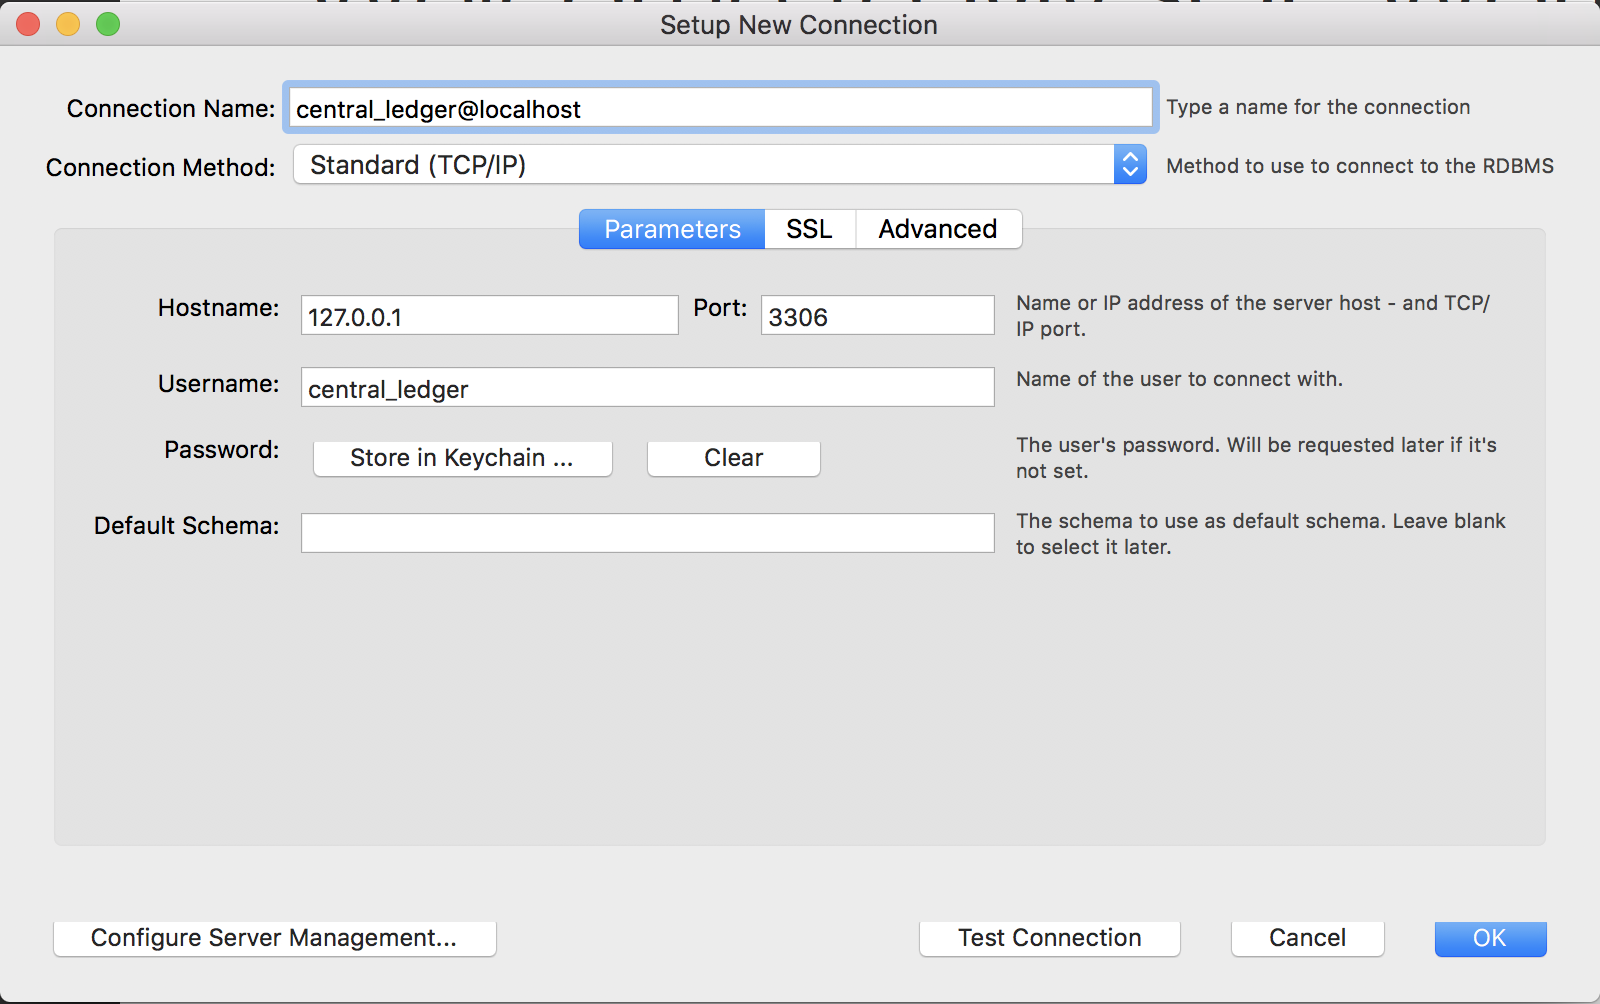 Setup New Connection
Connection Name: central_ledger@localhost Type a name for the connection
Connection Method: Standard (TCP/IP) Method to use to connect to the RDBMS
Parameters SSL Advanced
Hostname: 127.0.0.1 Port: 3306 Name or IP address of the server host - and TCP/
IP port.
Username: central_ledger Name of the user to connect with.
Password: Store in Keychain ... Clear The user's password. Will be requested later if it's
not set.
Default Schema: The schema to use as default schema. Leave blank
to select it later.
Configure Server Management... Test Connection Cancel OK